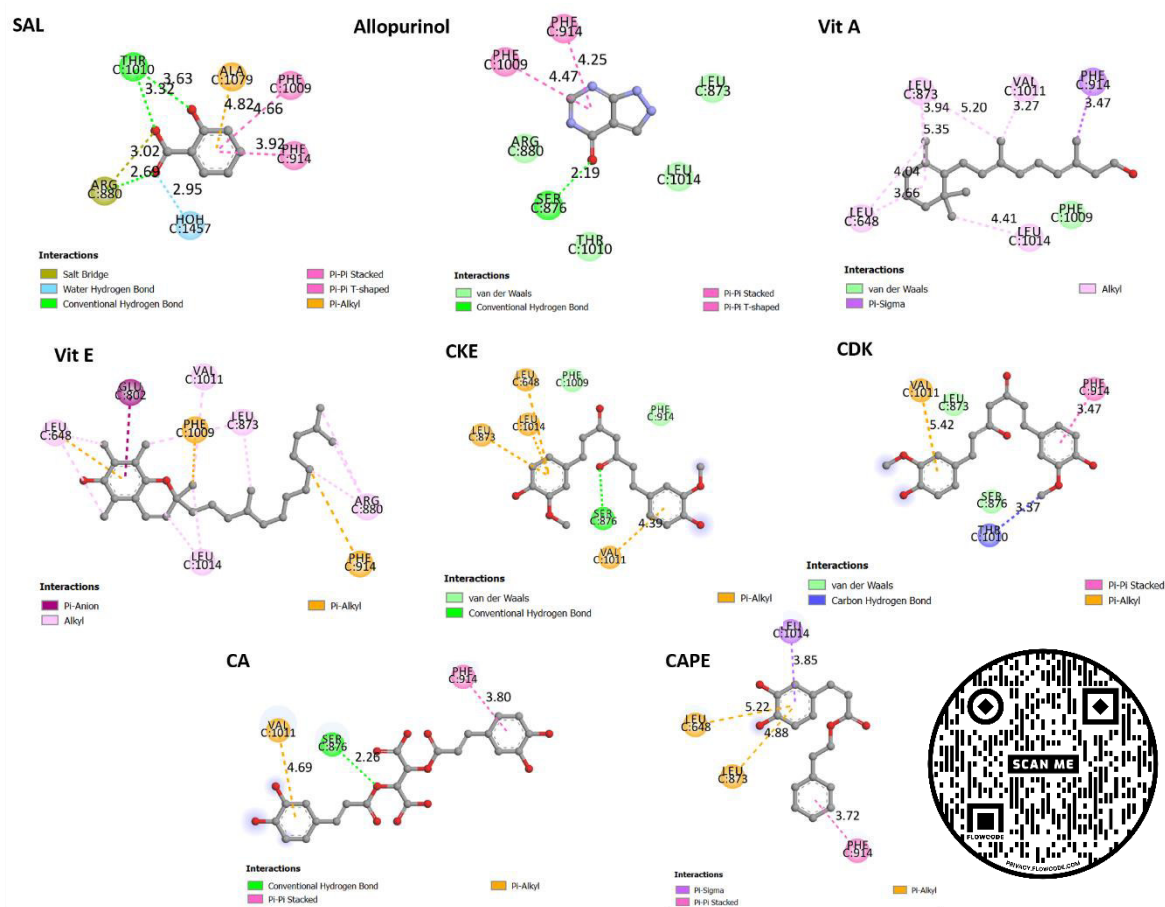 SAL
THR
C:1010
3.63
3.32
ALA
C:1079
4.82
PHE
C:1009
4.66
3.92
PHE
C:914
3.02
2.69
ARG
C:880
2.95
HOH
C:1457
Interactions
Salt Bridge
Water Hydrogen Bond
Conventional Hydrogen Bond
Pi-Pi Stacked
Pi-Pi T-shaped
Pi-Alkyl
Allopurinol
PHE
C:914
PHE
C:1009
4.25
4.47
LEU
C:873
ARG
C:880
LEU
C:1014
2.19
SER
C:876
THR
C:1010
Interactions
van der Waals
Conventional Hydrogen Bond
Pi-Pi Stacked
Pi-Pi T-shaped
Vit A
LEU
C:873
VAL
C:1011
PHE
C:914
3.94
5.20
3.27
3.47
5.35
4.04
3.66
LEU
C:648
4.41
PHE
C:1009
LEU
C:1014
Interactions
van der Waals
Pi-Sigma
Alkyl
Vit E
GLU
C:802
VAL
C:1011
LEU
C:648
PHE
C:1009
LEU
C:873
ARG
C:880
LEU
C:1014
PHE
C:914
Interactions
Pi-Anion
Alkyl
Pi-Alkyl
CKE
LEU
C:648
PHE
C:1009
PHE
C:914
LEU
C:873
LEU
C:1014
SER
C:876
4.39
VAL
C:1011
Interactions
van der Waals
Conventional Hydrogen Bond
Pi-Alkyl
CDK
VAL
C:1011
LEU
C:873
PHE
C:914
3.47
5.42
SER
C:876
3.37
THR
C:1010
Interactions
van der Waals
Carbon Hydrogen Bond
Pi-Pi Stacked
Pi-Alkyl
CA
PHE
C:914
3.80
VAL
C:1011
SER
C:876
2.26
4.69
Interactions
Conventional Hydrogen Bond
Pi-Pi Stacked
Pi-Alkyl
CAPE
LEU
C:1014
3.85
LEU
C:648
5.22
4.88
LEU
C:873
3.72
PHE
C:914
Interactions
Pi-Sigma
Pi-Pi Stacked
Pi-Alkyl
SCAN ME
FLOWCODE
PRIVACY.FLOWCODE.COM